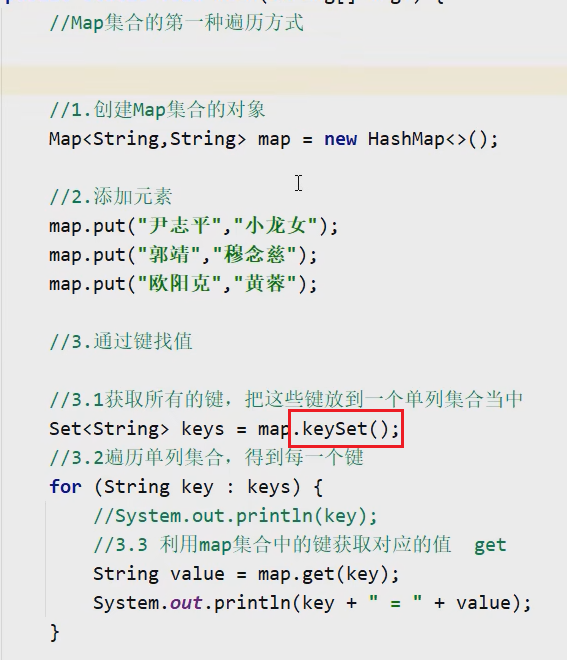 //Map集合的第一种遍历方式
//1.创建Map集合的对象
Map<String,String> map = new HashMap<>();
//2.添加元素
map.put("尹志平","小龙女");
map.put("郭靖","穆念慈");
map.put("欧阳克","黄蓉");
//3.通过键找值
//3.1获取所有的键，把这些键放到一个单列集合当中
Set<String> keys = map.keySet();
//3.2遍历单列集合，得到每一个键
for (String key : keys) {
//System.out.println(key);
//3.3 利用map集合中的键获取对应的值  get
String value = map.get(key);
System.out.println(key + " = " + value);
}